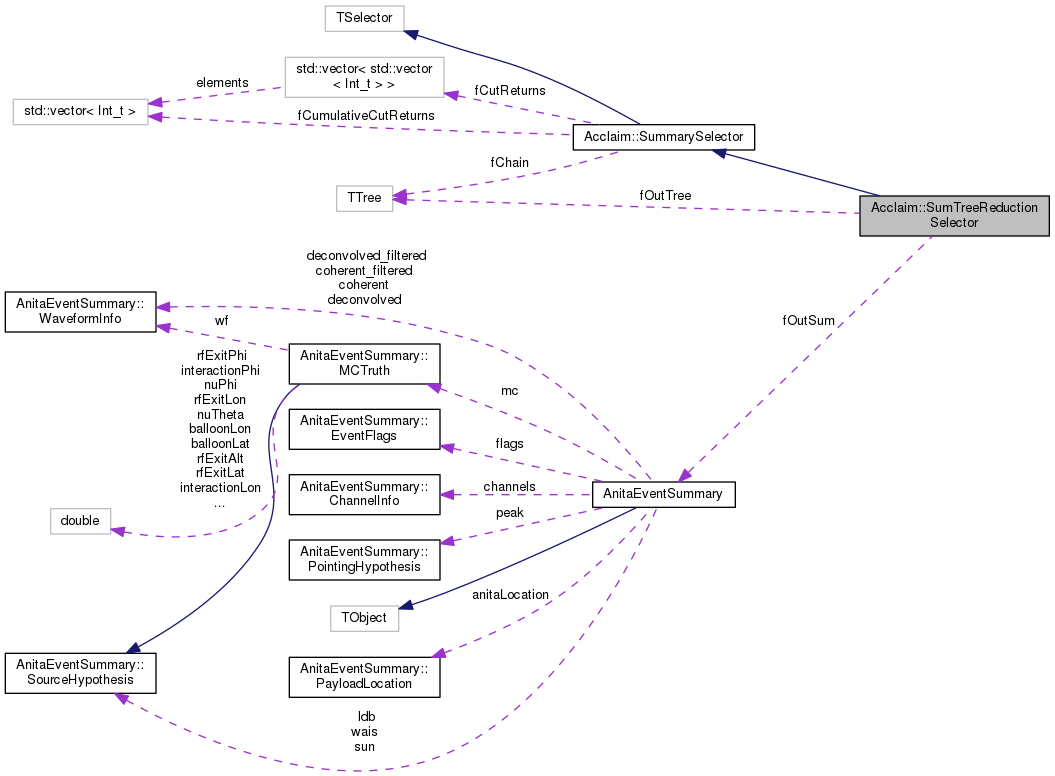 TSelector
std::vector< std::vector
< Int_t > >
elements
std::vector< Int_t >
fCutReturns
fCumulativeCutReturns
Acclaim::SummarySelector
fChain
TTree
fOutTree
Acclaim::SumTreeReduction
Selector
deconvolved_filtered
coherent_filtered
coherent
deconvolved
AnitaEventSummary::
WaveformInfo
wf
fOutSum
AnitaEventSummary::
MCTruth
rfExitPhi
interactionPhi
nuPhi
rfExitLon
nuTheta
balloonLon
balloonLat
rfExitAlt
rfExitLat
interactionLon
...
mc
AnitaEventSummary::
EventFlags
flags
AnitaEventSummary::
ChannelInfo
channels
AnitaEventSummary
double
peak
AnitaEventSummary::
PointingHypothesis
anitaLocation
TObject
AnitaEventSummary::
SourceHypothesis
AnitaEventSummary::
PayloadLocation
ldb
wais
sun